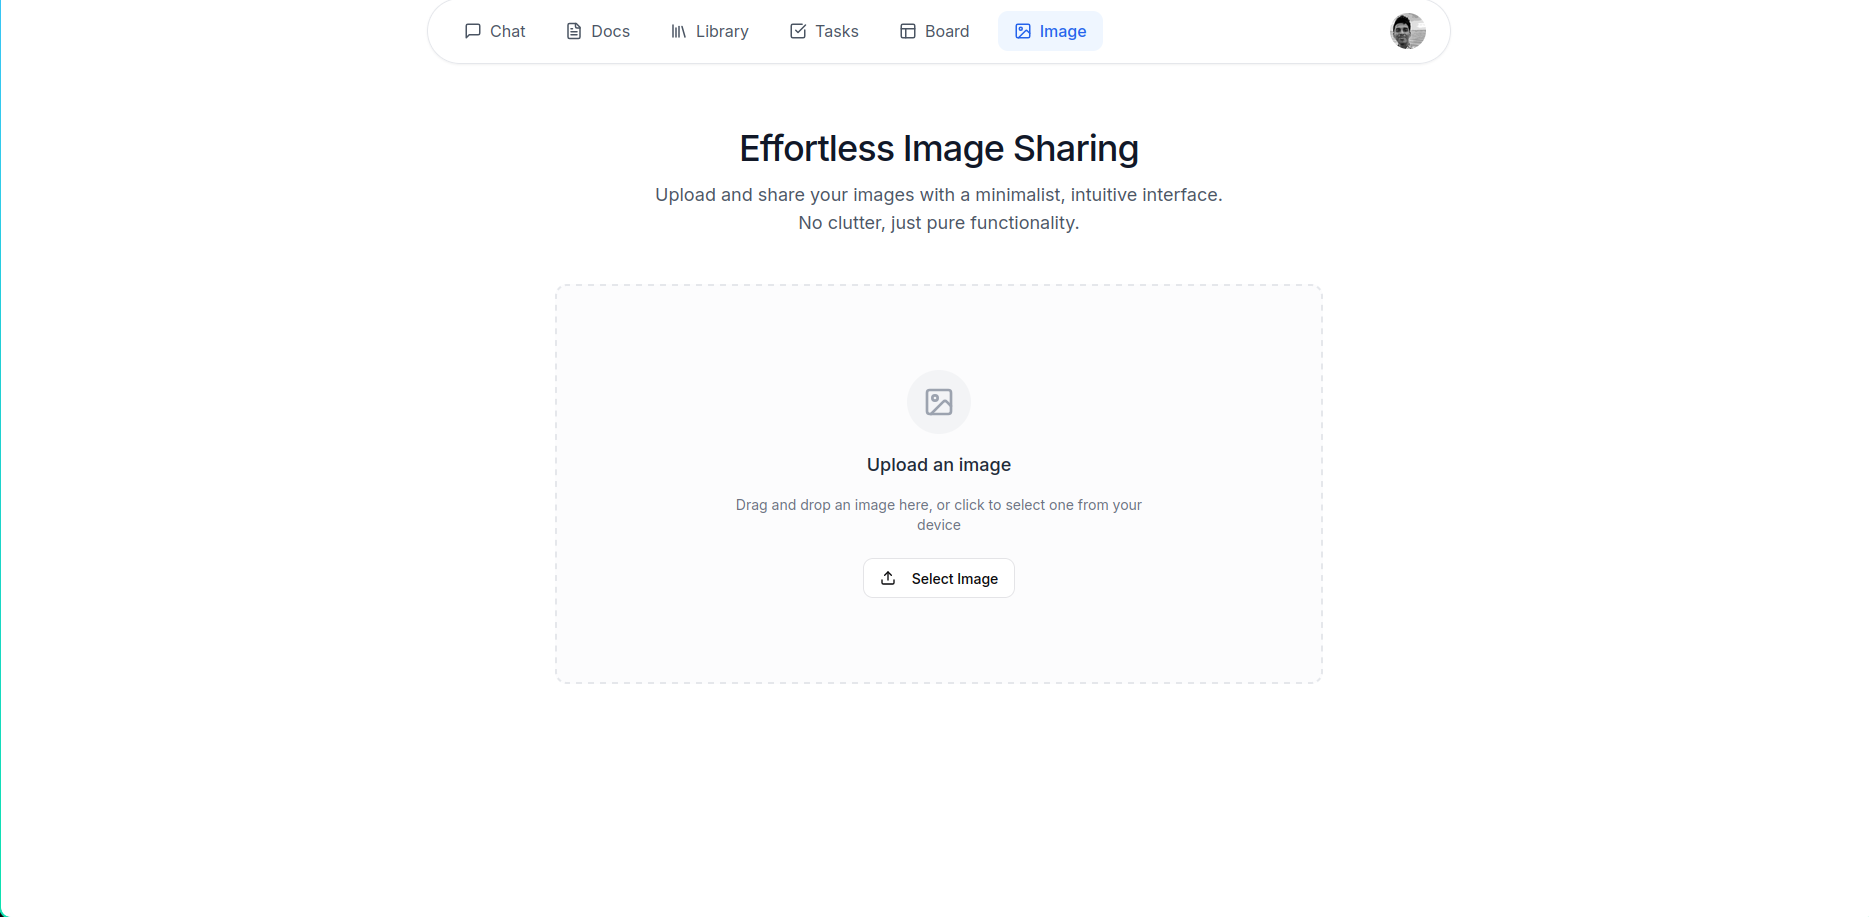 Chat Docs Library Tasks Board Image
Effortless Image Sharing
Upload and share your images with a minimalist, intuitive interface.
No clutter, just pure functionality.
Upload an image
Drag and drop an image here, or click to select one from your
device
Select Image